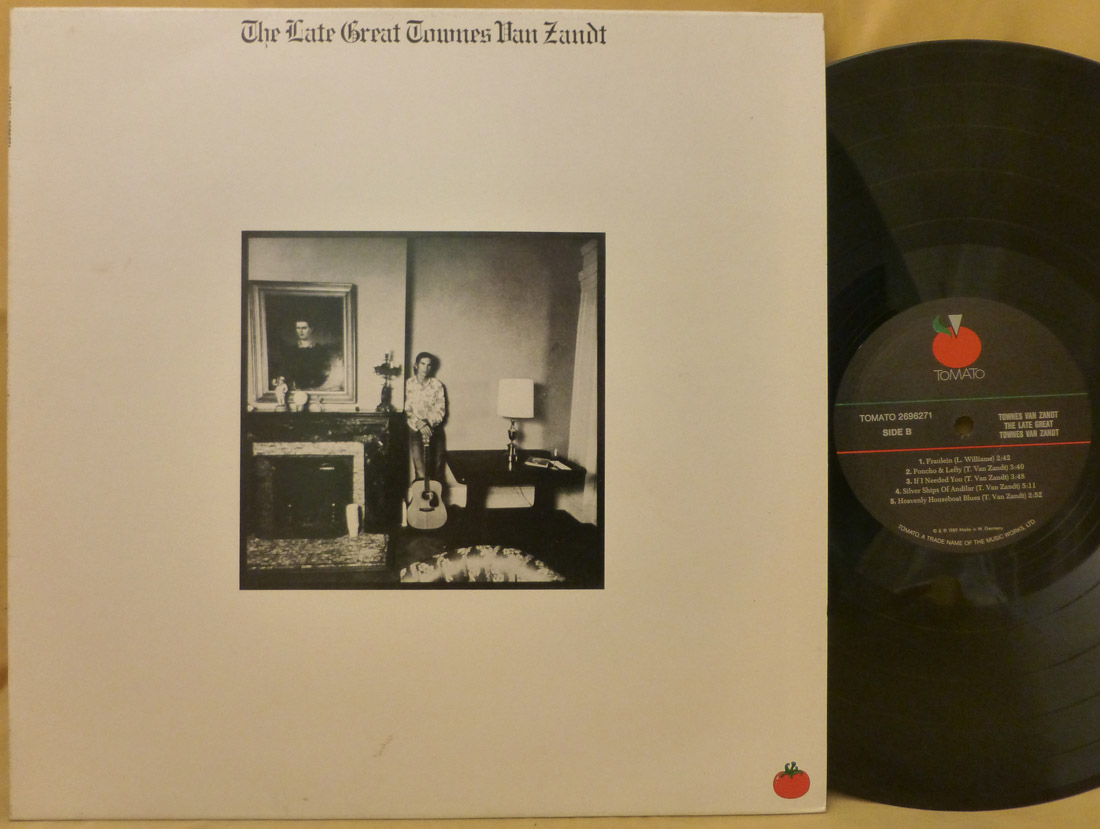 The Late Great Townes Van Zandt
TOMATO
TOMATO 2696271
SIDE B
TOWNES VAN ZANDT
THE LATE GREAT
TOWNES VAN ZANDT
1. Fraulein (L. Williams) 2:42
2. Poncho & Lefty (T. Van Zandt) 3:40
3. If I Needed You (T. Van Zandt) 3:48
4. Silver Ships Of Andilar (T. Van Zandt) 5:11
5. Heavenly Houseboat Blues (T. Van Zandt) 2:52
Made in W. Germany
TOMATO, A TRADE NAME OF THE MUSIC WORKS, LTD